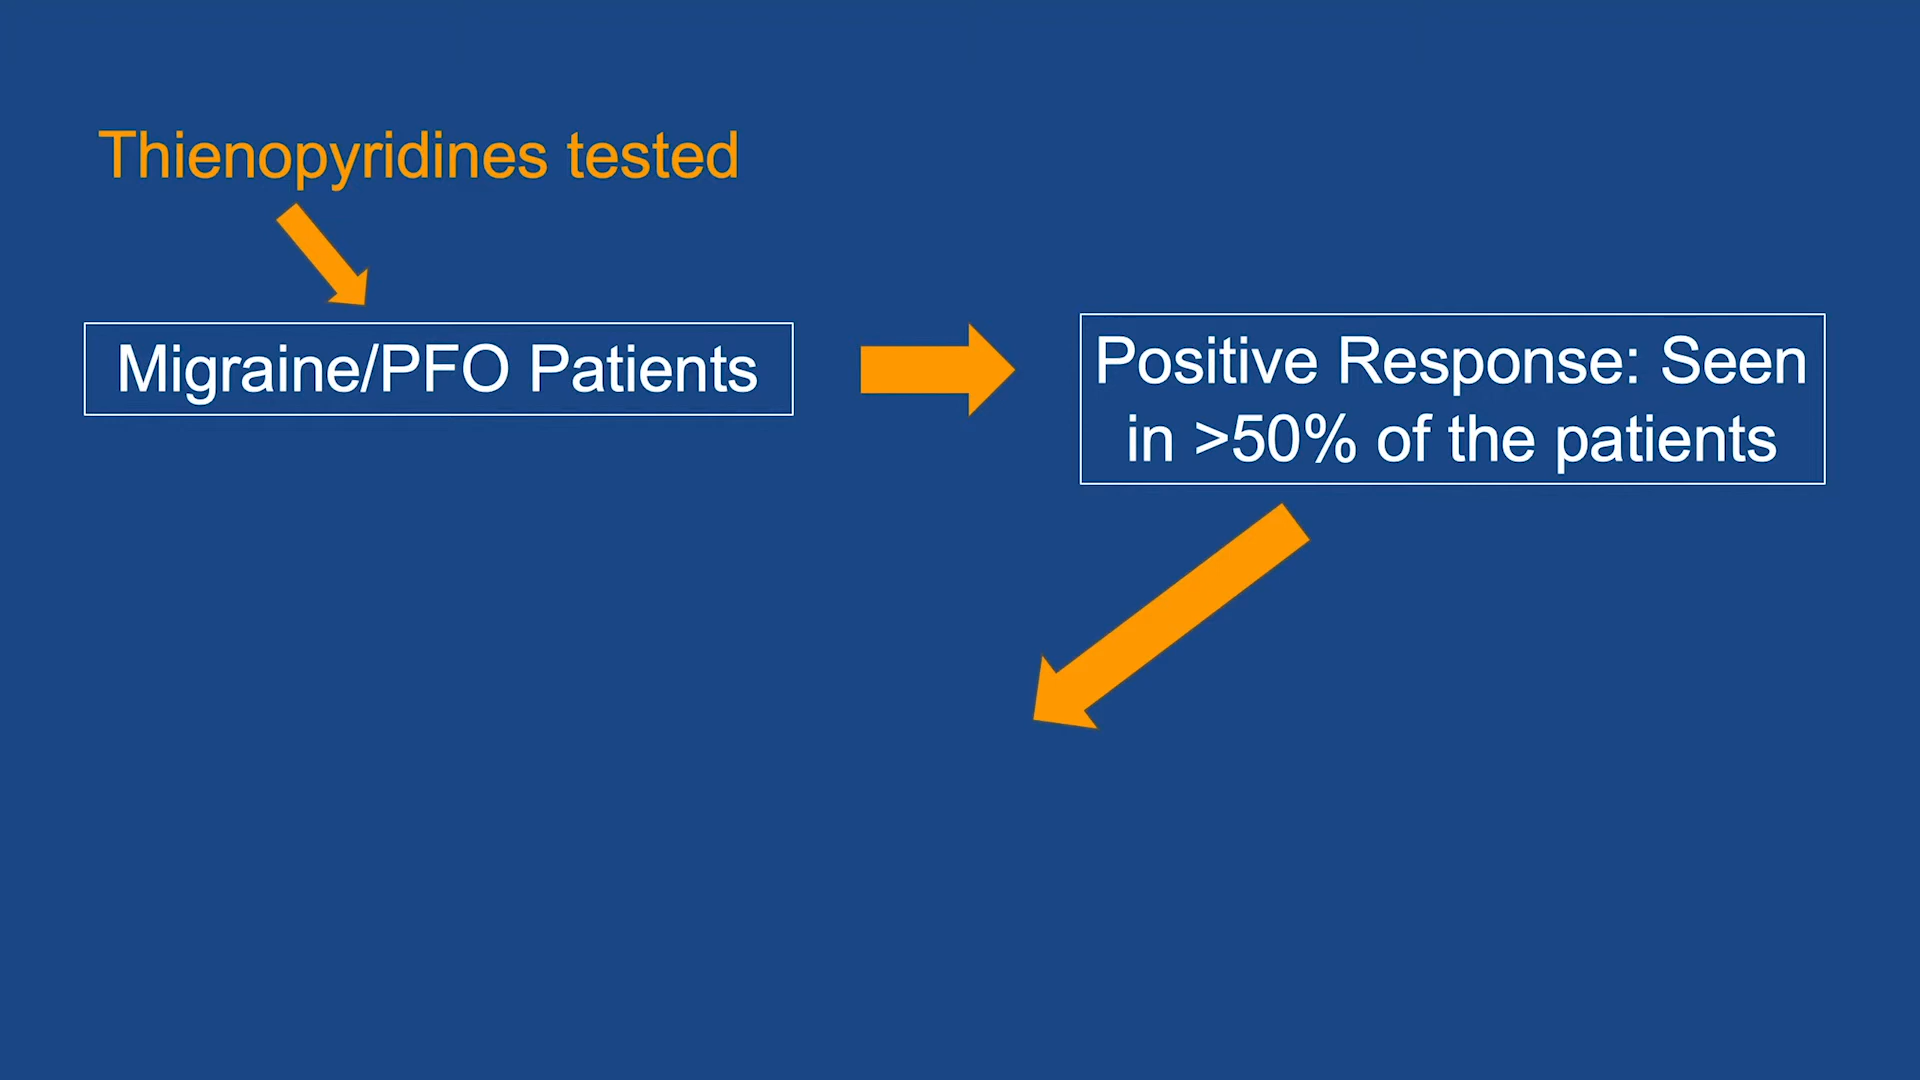 Thienopyridines tested
Migraine/PFO Patients
Positive Response: Seen
in >50% of the patients